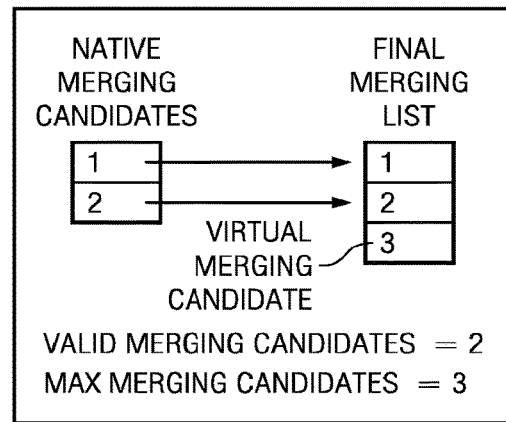 NATIVE
MERGING
CANDIDATES
1
2
FINAL
MERGING
LIST
1
2
3
VIRTUAL
MERGING
CANDIDATE
VALID MERGING CANDIDATES = 2
MAX MERGING CANDIDATES = 3